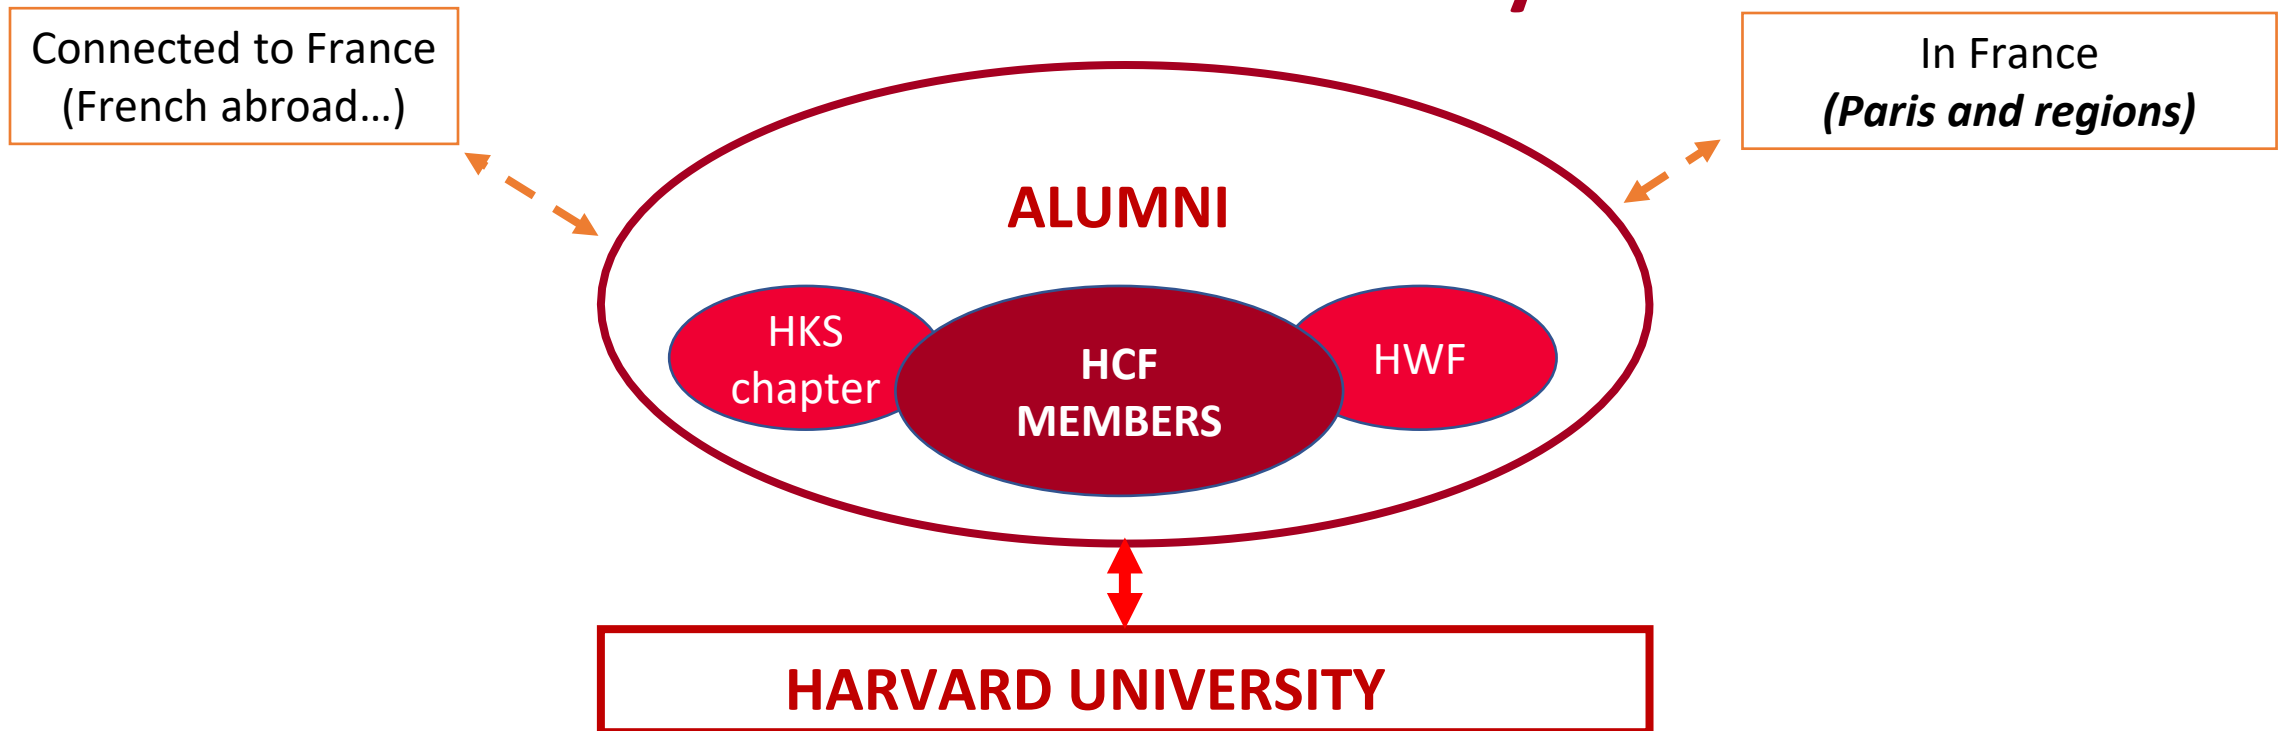 Connected to France
(French abroad...)
In France
(Paris and regions)
ALUMNI
HKS
chapter
HCF
MEMBERS
HWF
HARVARD UNIVERSITY